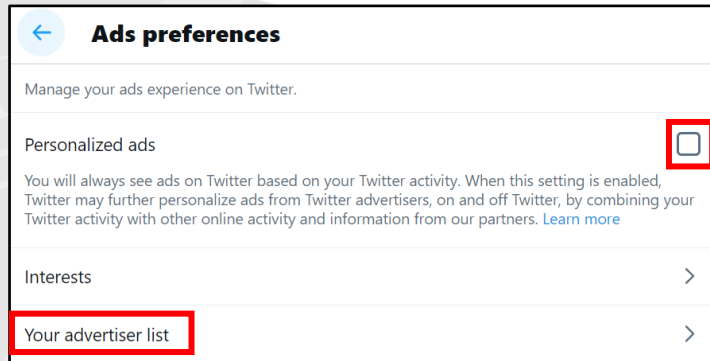 Ads preferences
Manage your ads experience on Twitter.
Personalized ads
You will always see ads on Twitter based on your Twitter activity. When this setting is enabled,
Twitter may further personalize ads from Twitter advertisers, on and off Twitter, by combining your
Twitter activity with other online activity and information from our partners. Learn more
Interests
Your advertiser list